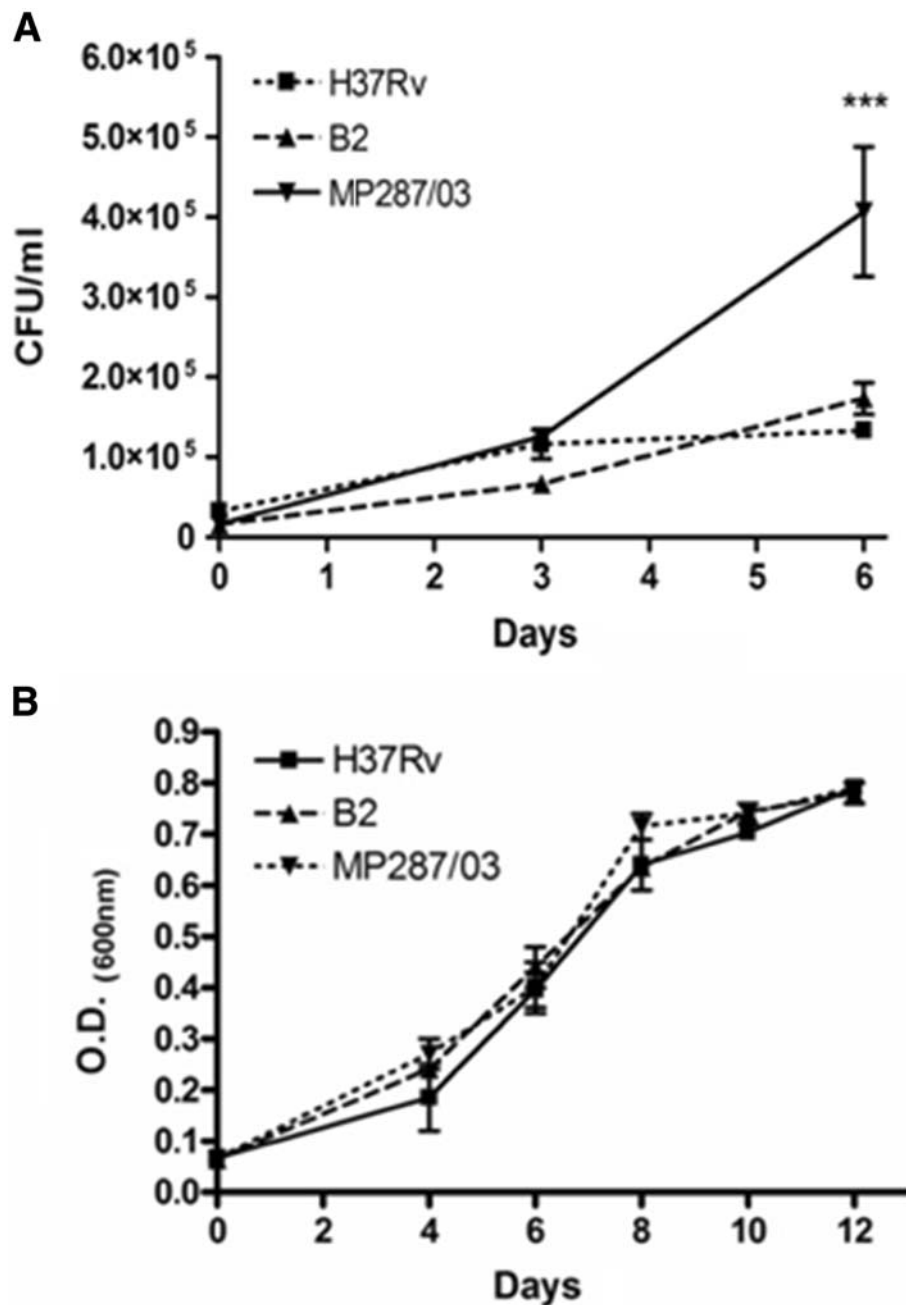 A
6.0×10⁵
5.0×10⁵
4.0×10⁵
3.0×10⁵
2.0×10⁵
1.0×10⁵
0
CFU/ml
H37Rv
B2
MP287/03
***
0 1 2 3 4 5 6
Days
B
0.9
0.8
0.7
0.6
0.5
0.4
0.3
0.2
0.1
0.0
O.D. (600nm)
H37Rv
B2
MP287/03
0 2 4 6 8 10 12
Days